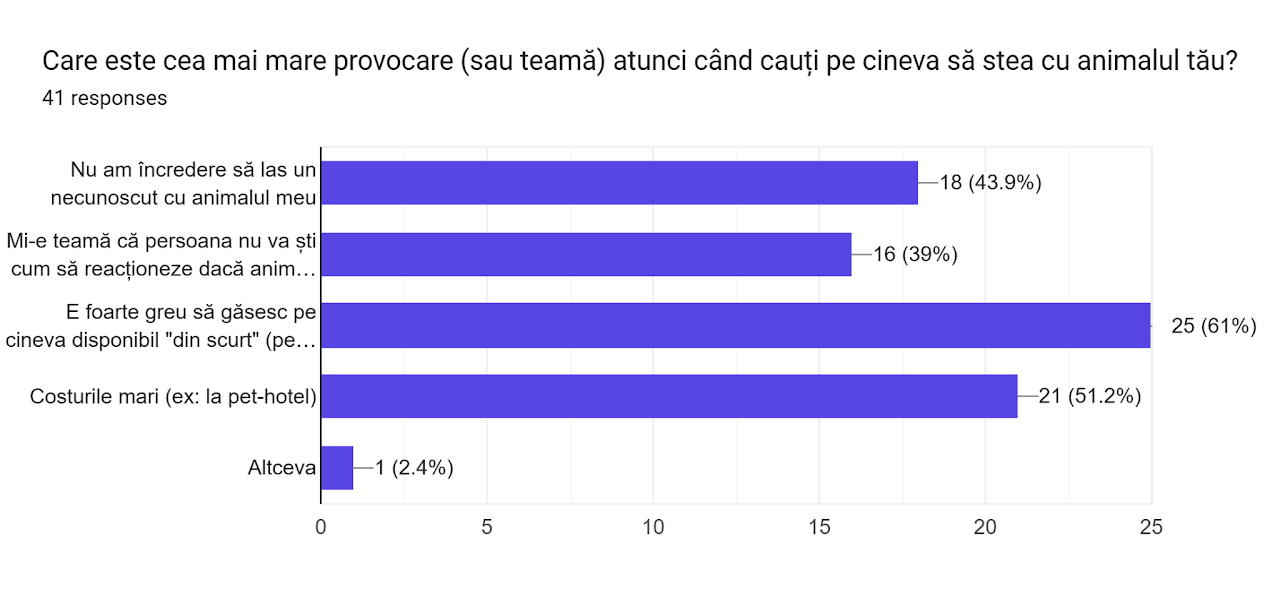 Care este cea mai mare provocare (sau teamă) atunci când cauți pe cineva să stea cu animalul tău?
41 responses
Nu am încredere să las un
necunoscut cu animalul meu
18 (43.9%)
Mi-e teamă că persoana nu va ști
cum să reacționeze dacă anim…
16 (39%)
E foarte greu să găsesc pe
cineva disponibil "din scurt" (pe…
25 (61%)
Costurile mari (ex: la pet-hotel)
21 (51.2%)
Altceva
1 (2.4%)
0 5 10 15 20 25